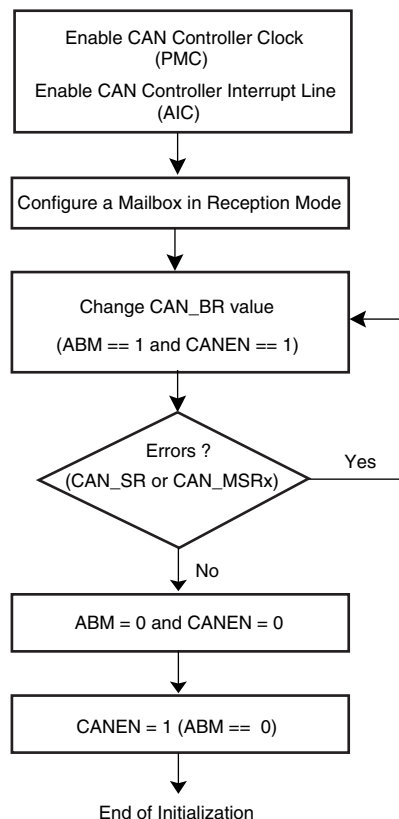 Enable CAN Controller Clock
(PMC)
Enable CAN Controller Interrupt Line
(AIC)
Configure a Mailbox in Reception Mode
Change CAN_BR value
(ABM == 1 and CANEN == 1)
Errors ?
(CAN_SR or CAN_MSRx)
Yes
No
ABM = 0 and CANEN = 0
CANEN = 1 (ABM == 0)
End of Initialization